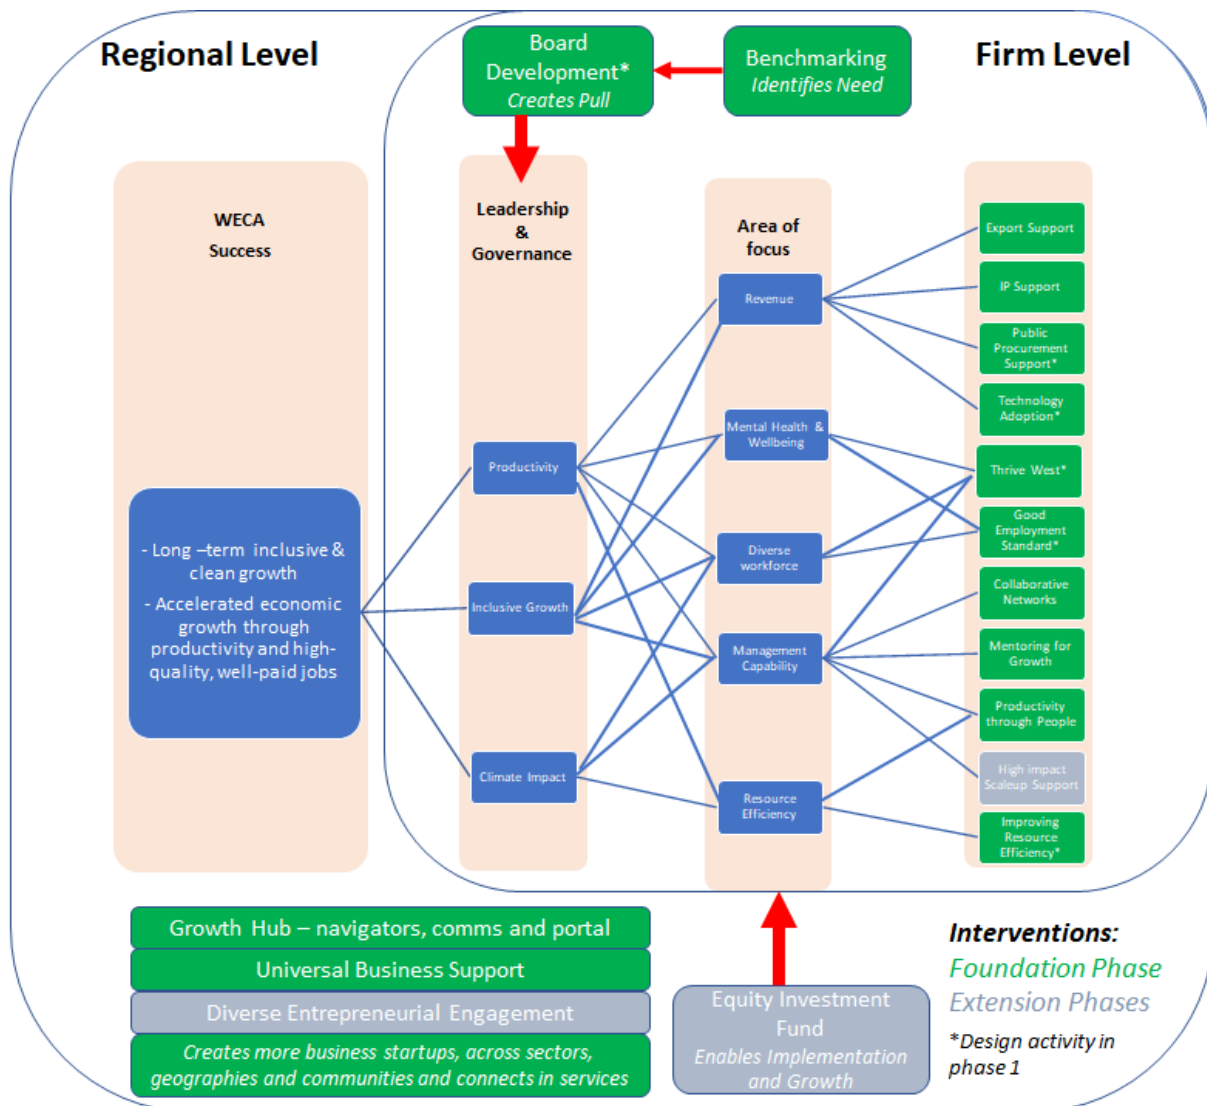 Regional Level
Board
Development*
Creates Pull
Benchmarking
Identifies Need
Firm Level
WECA
Success
Leadership
&
Governance
Area of
focus
- Long –term inclusive &
clean growth
- Accelerated economic
growth through
productivity and high-
quality, well-paid jobs
Productivity
Inclusive Growth
Climate Impact
Revenue
Mental Health &
Wellbeing
Diverse
workforce
Management
Capability
Resource
Efficiency
Export Support
IP Support
Public
Procurement
Support*
Technology
Adoption*
Thrive West*
Good
Employment
Standard*
Collaborative
Networks
Mentoring for
Growth
Productivity
through People
High impact
Scaleup Support
Improving
Resource
Efficiency*
Growth Hub – navigators, comms and portal
Universal Business Support
Diverse Entrepreneurial Engagement
Creates more business startups, across sectors,
geographies and communities and connects in services
Equity Investment
Fund
Enables Implementation
and Growth
Interventions:
Foundation Phase
Extension Phases
*Design activity in
phase 1